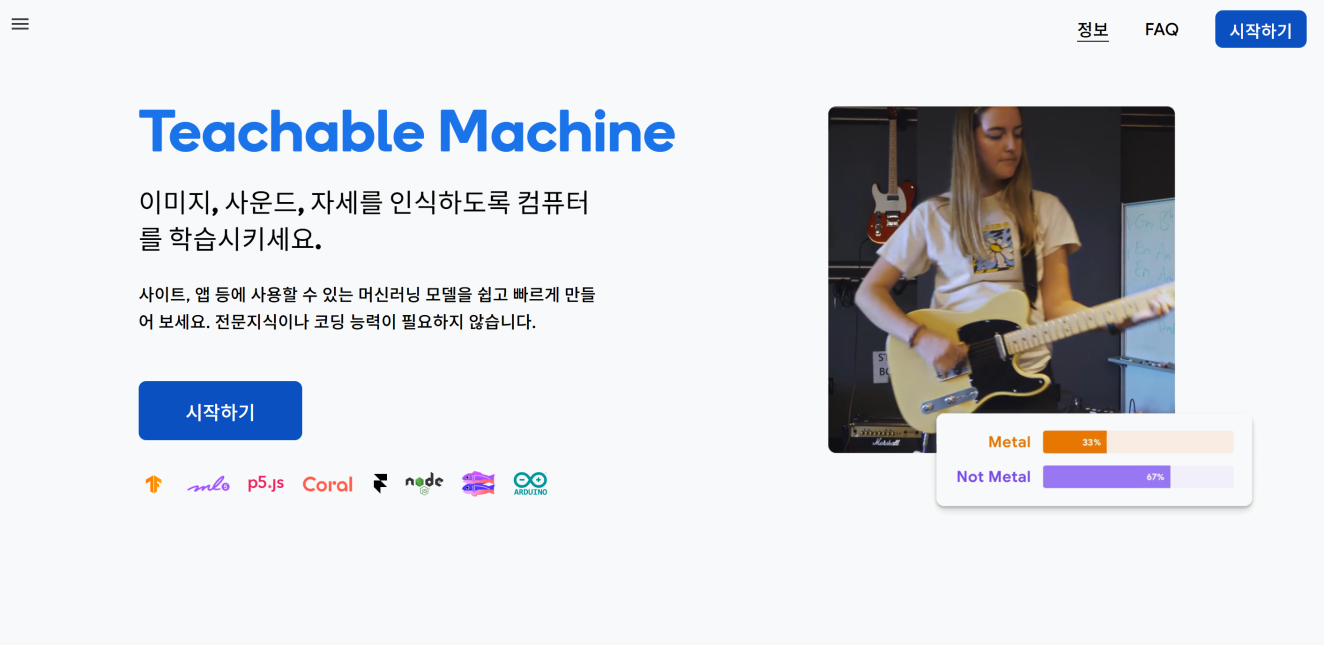 정보
FAQ
시작하기
Teachable Machine
이미지, 사운드, 자세를 인식하도록 컴퓨터
를 학습시키세요.
사이트, 앱 등에 사용할 수 있는 머신러닝 모델을 쉽고 빠르게 만들
어 보세요. 전문지식이나 코딩 능력이 필요하지 않습니다.
시작하기
ml5
p5.js
Coral
node
JS
ARDUINO
Marshall
Metal
33%
Not Metal
67%